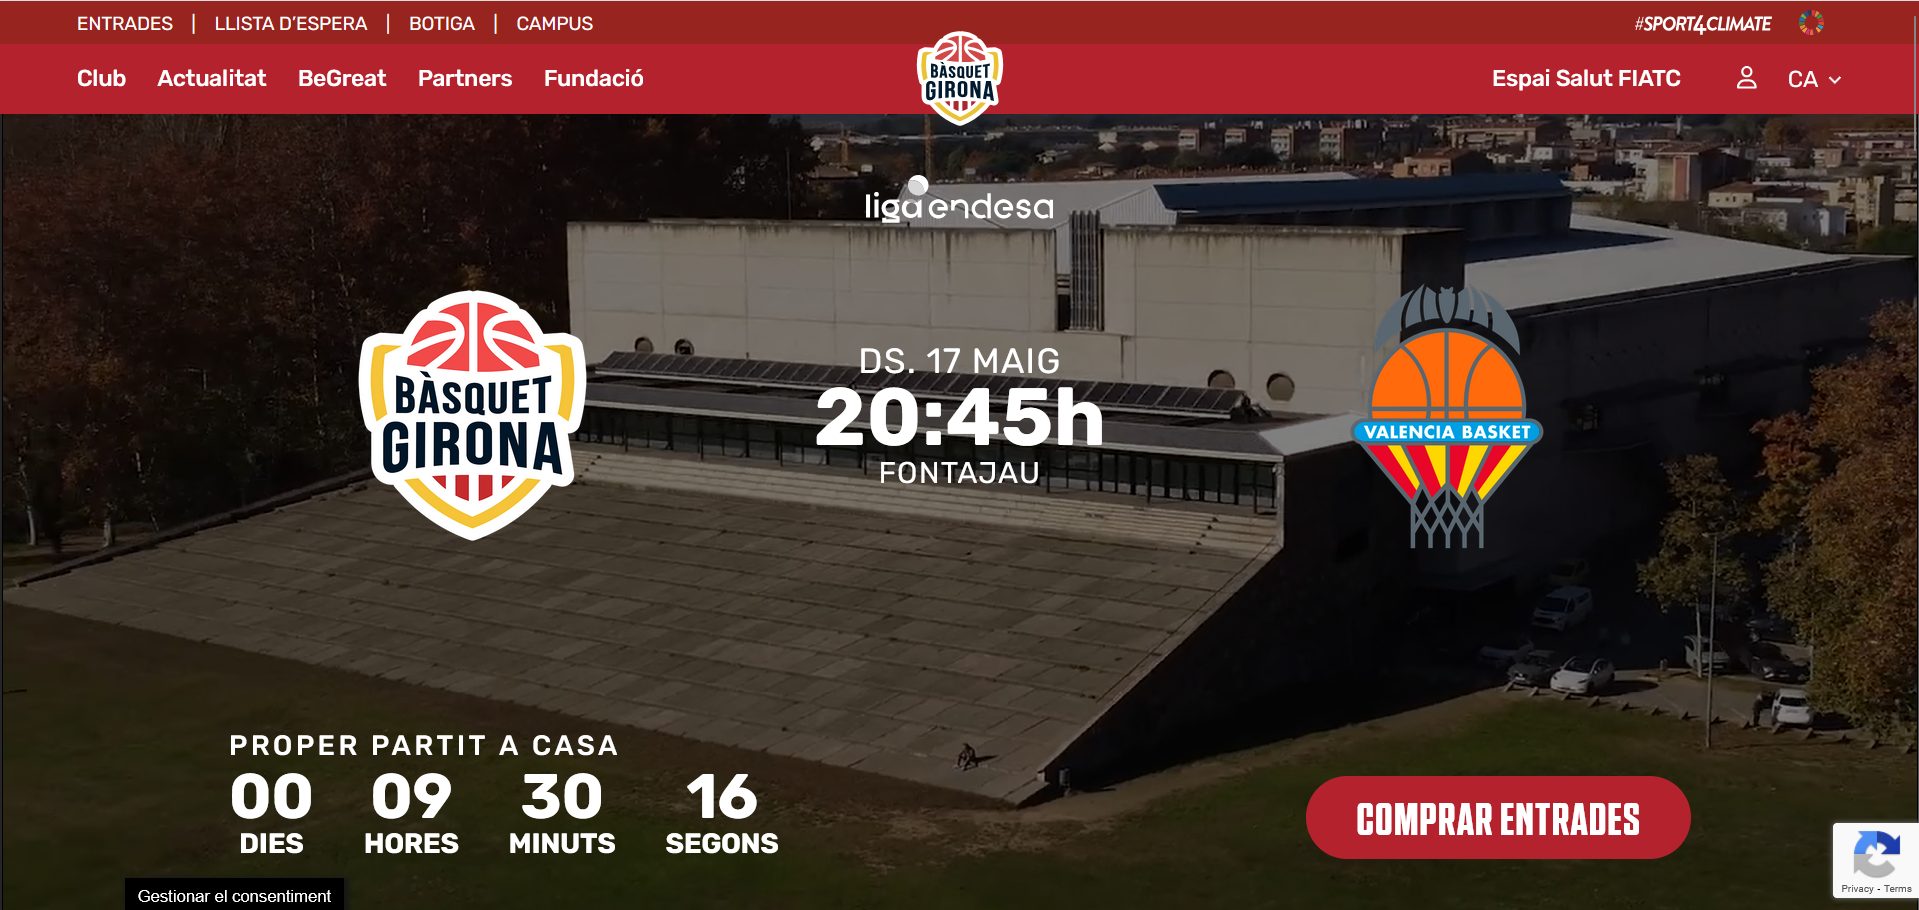 ENTRADES | LLISTA D'ESPERA | BOTIGA | CAMPUS
#SPORT4CLIMATE
Club Actualitat BeGreat Partners Fundació
BÀSQUET
GIRONA
Espai Salut FIATC
CA
liga endesa
BÀSQUET
GIRONA
DS. 17 MAIG
20:45h
FONTAJAU
VALENCIA BASKET
PROPER PARTIT A CASA
00 09 30 16
DIES HORES MINUTS SEGONS
COMPRAR ENTRADES
Gestionar el consentiment
Privacy - Terms